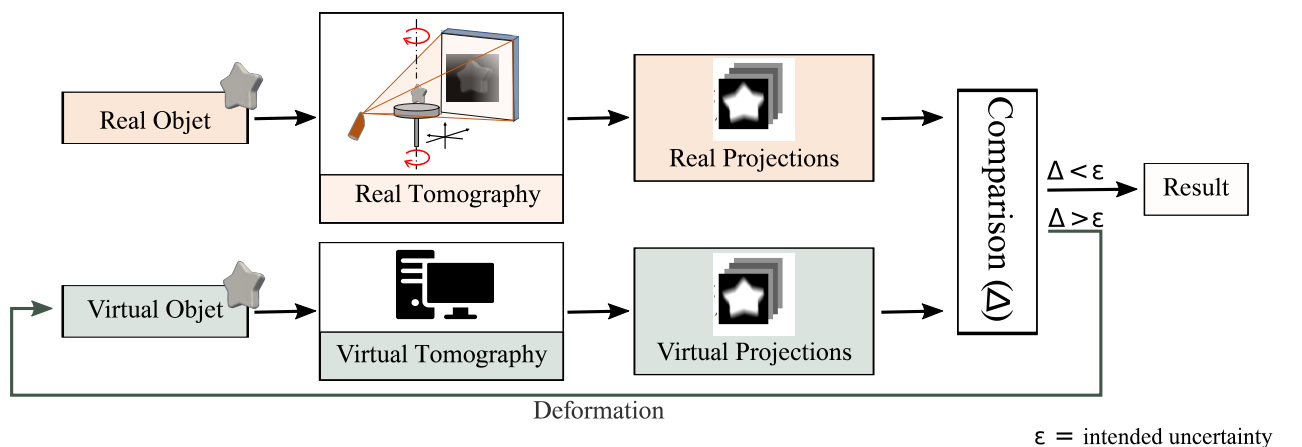 Real Objet
Real Tomography
Real Projections
Comparison (Δ)
Δ < ε
Result
Δ > ε
Virtual Objet
Virtual Tomography
Virtual Projections
Deformation
ε = intended uncertainty